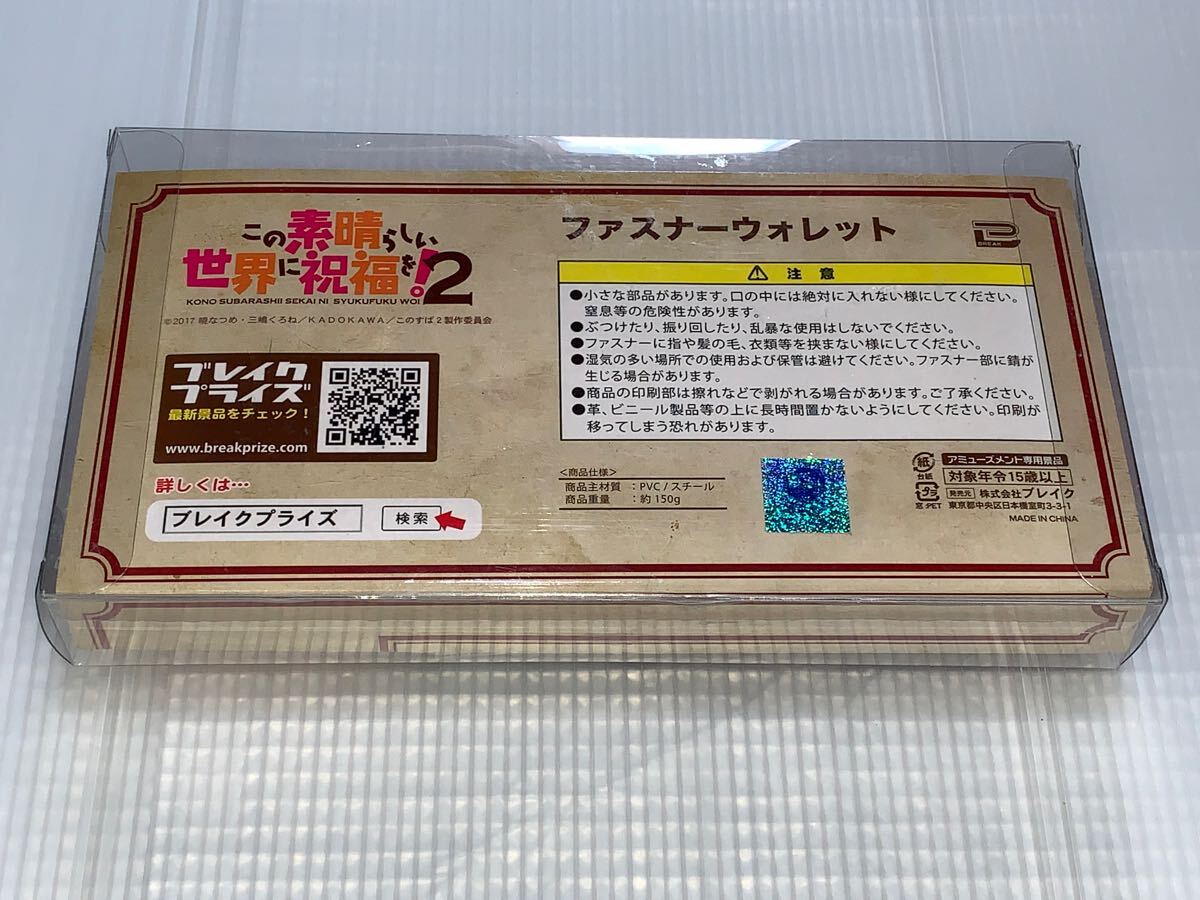 この素晴らしい
世界に祝福を!2
KONO SUBARASHII SEKAI NI SYUKUFUKU WO!
©2017 暁なつめ・三嶋くろね／KADOKAWA／このすば2製作委員会
ブレイク
プライズ
最新景品をチェック！
www.breakprize.com
詳しくは…
ブレイクプライズ 検索
ファスナーウォレット
BREAK
⚠ 注意
●小さな部品があります。口の中には絶対に入れない様にしてください。
窒息等の危険性があります。
●ぶつけたり、振り回したり、乱暴な使用はしないでください。
●ファスナーに指や髪の毛、衣類等を挟まない様にしてください。
●湿気の多い場所での使用および保管は避けてください。ファスナー部に錆が
生じる場合があります。
●商品の印刷部は擦れなどで剥がれる場合があります。ご了承ください。
●革、ビニール製品等の上に長時間置かないようにしてください。印刷が
移ってしまう恐れがあります。
＜商品仕様＞
商品主材質 ：PVC / スチール
商品重量 ：約150g
紙
台紙
プラ
窓:PET
アミューズメント専用景品
対象年令15歳以上
発売元 株式会社ブレイク
東京都中央区日本橋室町3-3-1
MADE IN CHINA